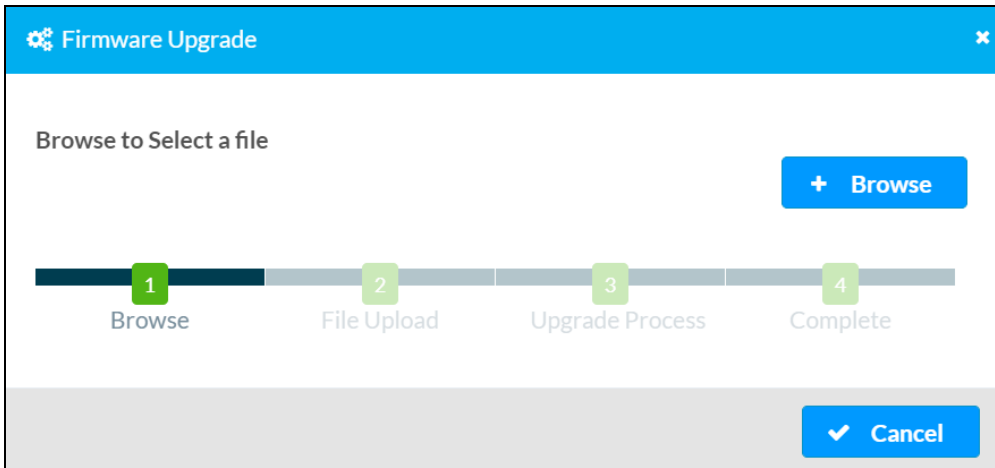 Firmware Upgrade
Browse to Select a file
+ Browse
1 2 3 4
Browse File Upload Upgrade Process Complete
Cancel